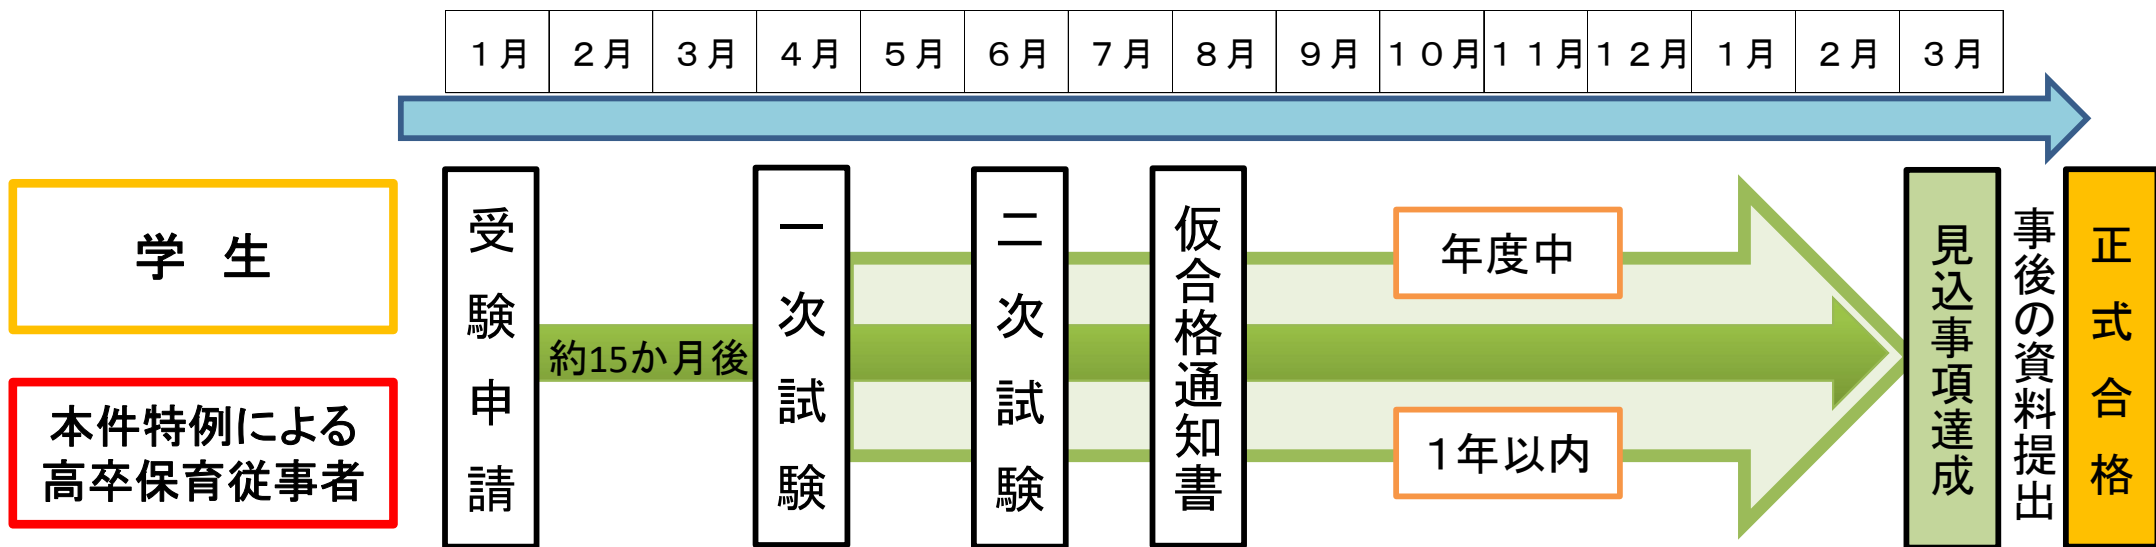 １月 ２月 ３月 ４月 ５月 ６月 ７月 ８月 ９月 １０月 １１月 １２月 １月 ２月 ３月
学 生
本件特例による
高卒保育従事者
受験申請
約15か月後
一次試験
二次試験
仮合格通知書
年度中
１年以内
見込事項達成
事後の資料提出
正式合格